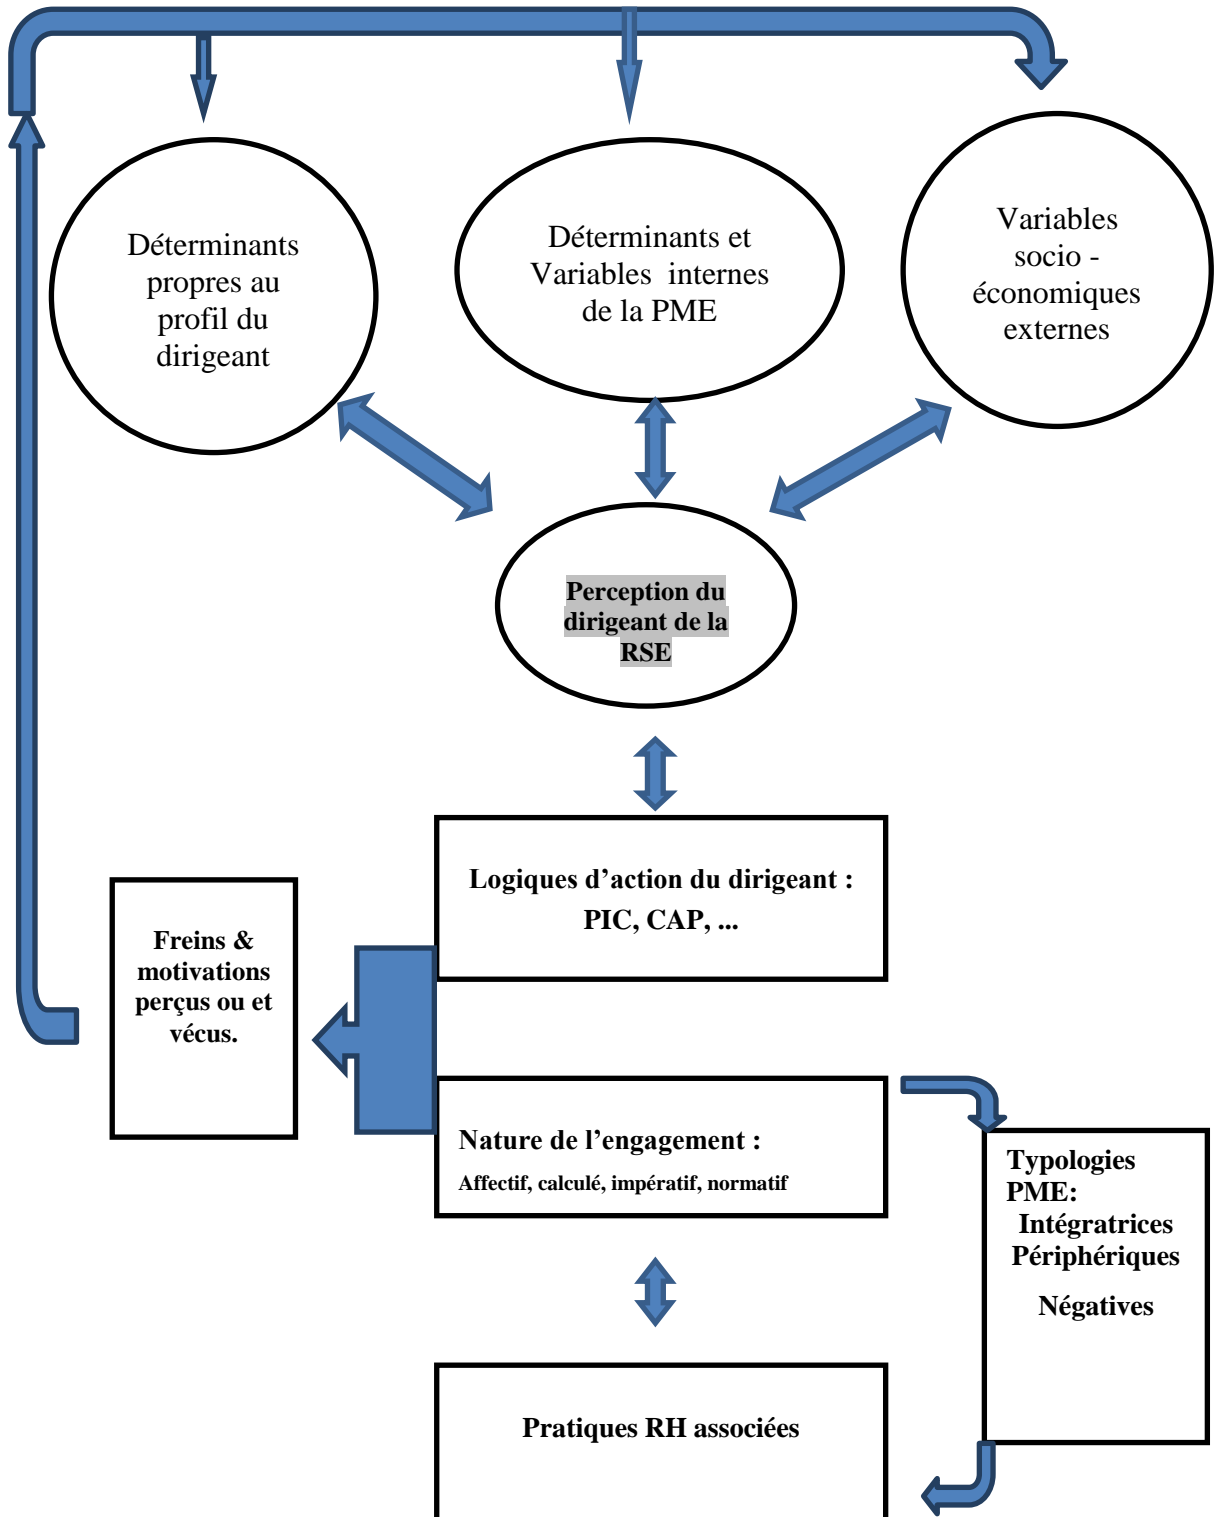 Déterminants
propres au
profil du
dirigeant
Déterminants et
Variables internes
de la PME
Variables
socio -
économiques
externes
Perception du
dirigeant de la
RSE
Logiques d’action du dirigeant :
PIC, CAP, ...
Freins &
motivations
perçus ou et
vécus.
Nature de l’engagement :
Affectif, calculé, impératif, normatif
Typologies
PME:
Intégratrices
Périphériques
Négatives
Pratiques RH associées